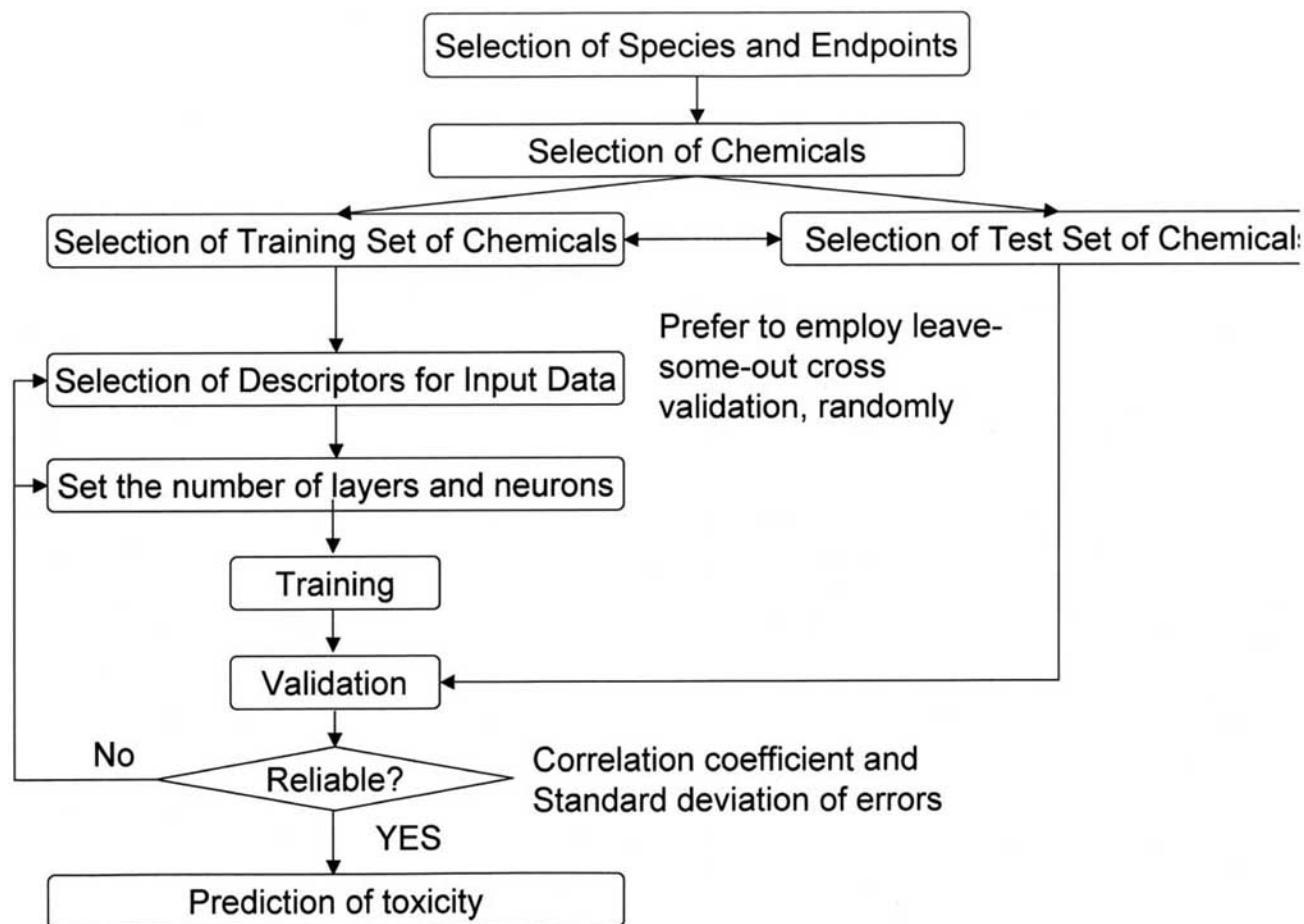 Selection of Species and Endpoints
Selection of Chemicals
Selection of Training Set of Chemicals
Selection of Test Set of Chemicals
Prefer to employ leave-
some-out cross
validation, randomly
Selection of Descriptors for Input Data
Set the number of layers and neurons
Training
Validation
No
Reliable?
Correlation coefficient and
Standard deviation of errors
YES
Prediction of toxicity